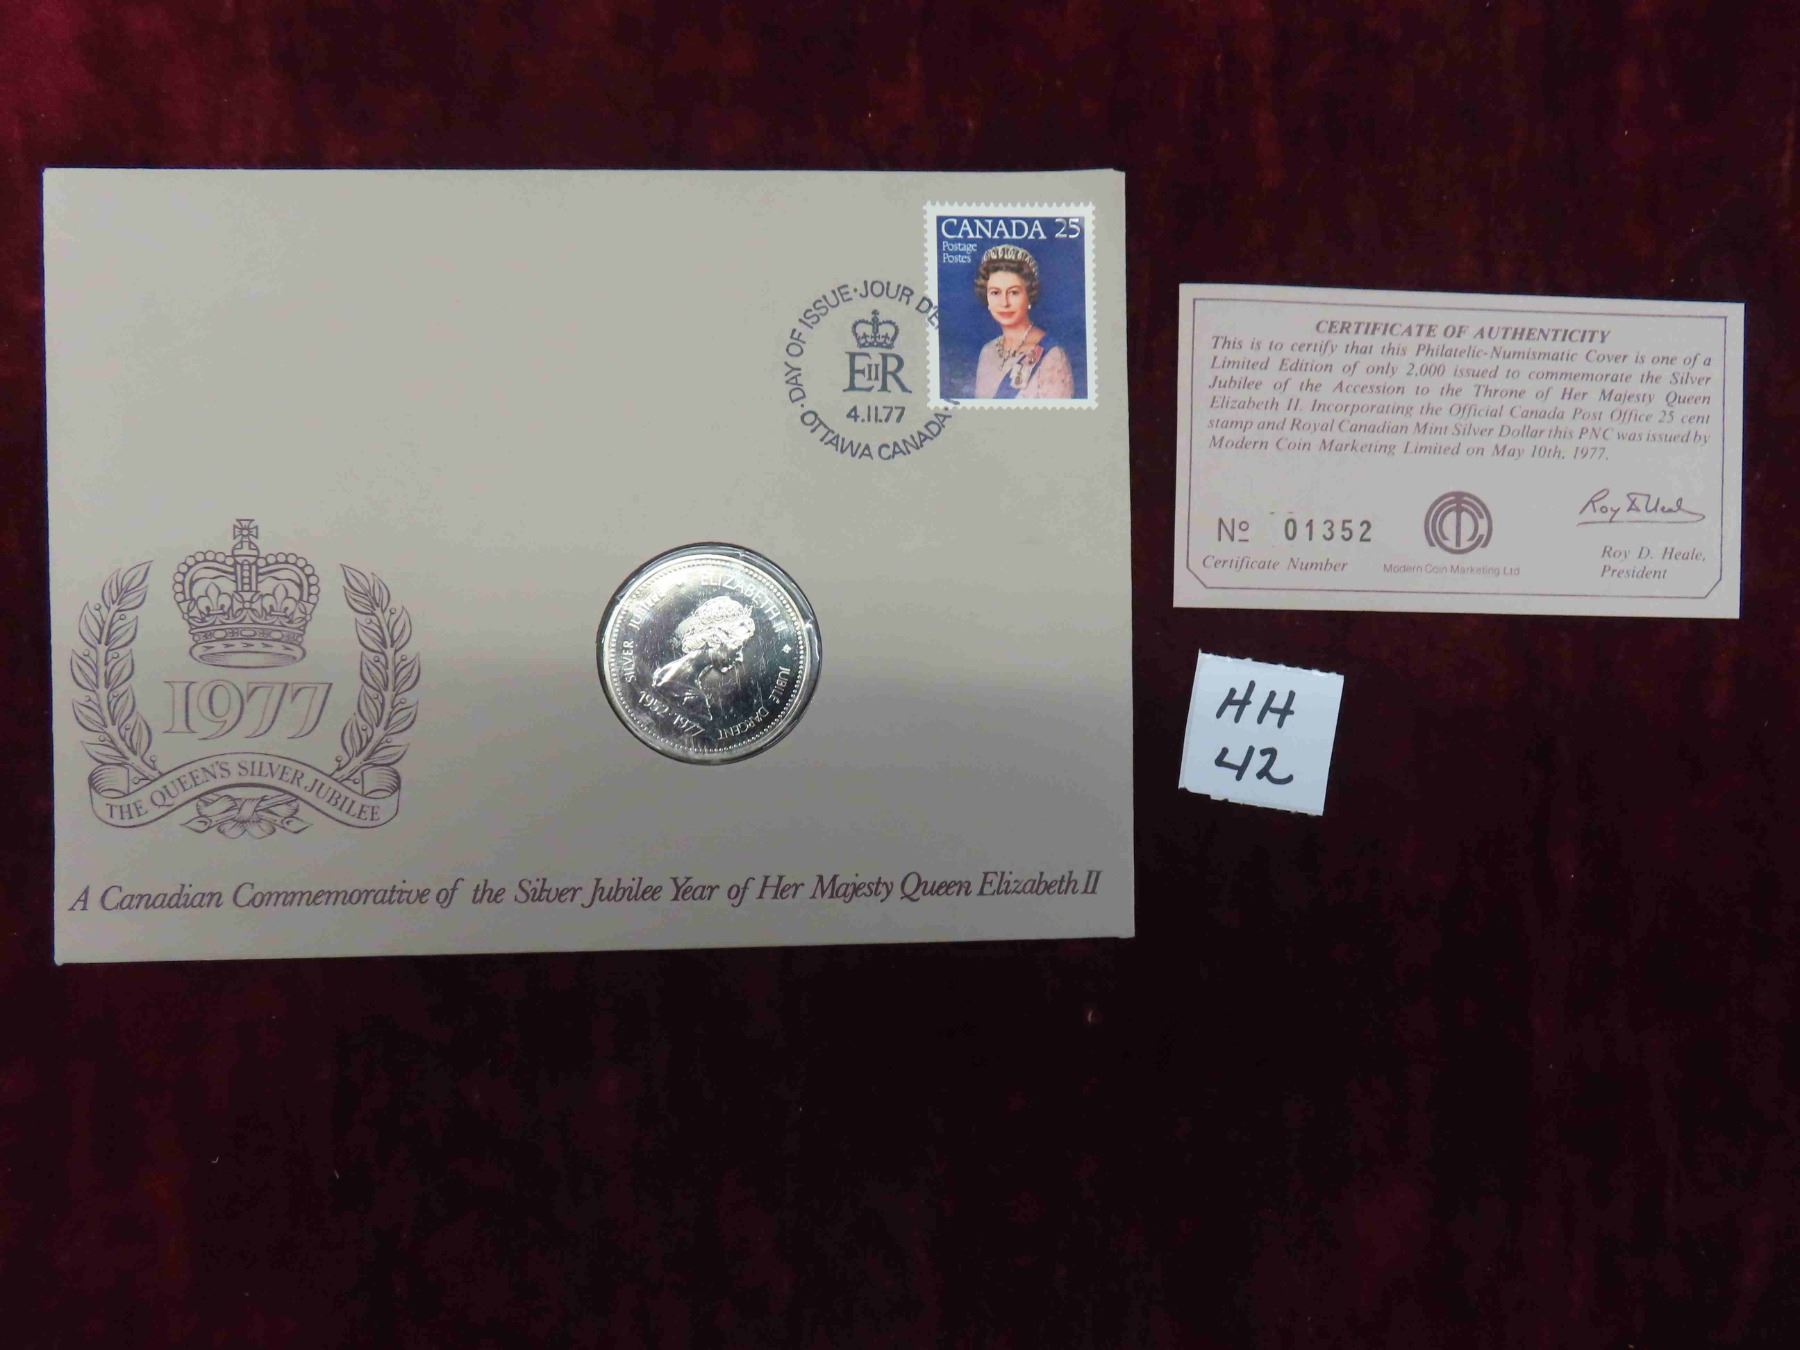 CANADA 25
Postage
Postes
DAY OF ISSUE·JOUR D'É
EIIR
4.II.77
OTTAWA CANADA
1977
THE QUEEN'S SILVER JUBILEE
ELIZABETH II
SILVER JUBILEE
JUBILÉ D'ARGENT
1952-1977
A Canadian Commemorative of the Silver Jubilee Year of Her Majesty Queen Elizabeth II
CERTIFICATE OF AUTHENTICITY
This is to certify that this Philatelic-Numismatic Cover is one of a
Limited Edition of only 2,000 issued to commemorate the Silver
Jubilee of the Accession to the Throne of Her Majesty Queen
Elizabeth II. Incorporating the Official Canada Post Office 25 cent
stamp and Royal Canadian Mint Silver Dollar this PNC was issued by
Modern Coin Marketing Limited on May 10th, 1977.
No 01352
Certificate Number
Modern Coin Marketing Ltd
Roy D Heale
Roy D. Heale,
President
HH
42